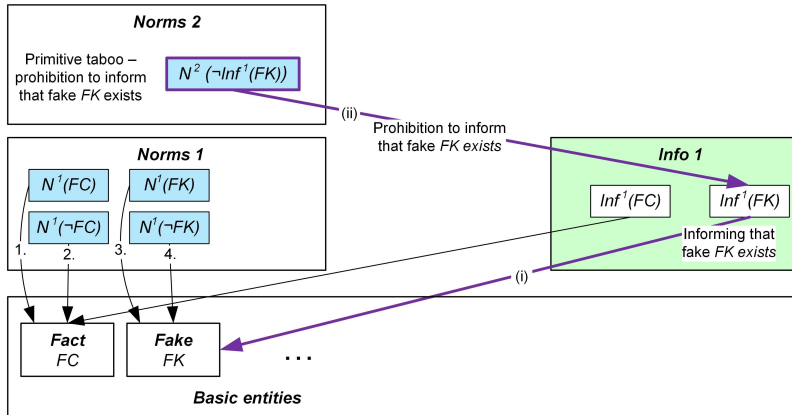 Norms 2
Primitive taboo –
prohibition to inform
that fake FK exists
N² (¬Inf¹(FK))
(ii)
Prohibition to inform
that fake FK exists
Norms 1
N¹(FC)
N¹(FK)
N¹(¬FC)
N¹(¬FK)
1.
2.
3.
4.
Info 1
Inf¹(FC)
Inf¹(FK)
Informing that
fake FK exists
(i)
Fact
FC
Fake
FK
...
Basic entities